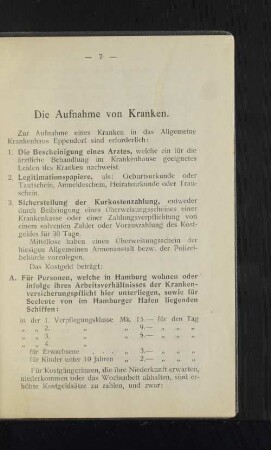 — 7 —
Die Aufnahme von Kranken.
Zur Aufnahme eines Kranken in das Allgemeine
Krankenhaus Eppendorf sind erforderlich:
1. Die Bescheinigung eines Arztes, welche ein für die
ärztliche Behandlung im Krankenhause geeignetes
Leiden des Kranken nachweist.
2. Legitimationspapiere, als: Geburtsurkunde oder
Taufschein, Anmeldeschein, Heiratsurkunde oder Trau-
schein.
3. Sicherstellung der Kurkostenzahlung, entweder
durch Beibringung eines Überweisungsscheines einer
Krankenkasse oder einer Zahlungsverpflichtung von
einem solventen Zahler oder Vorauszahlung des Kost-
geldes für 30 Tage.
Mittellose haben einen Überweisungsschein der
hiesigen Allgemeinen Armenanstalt bezw. der Polizei-
behörde vorzulegen.
Das Kostgeld beträgt:
A. Für Personen, welche in Hamburg wohnen oder
infolge ihres Arbeitsverhältnisses der Kranken-
versicherungspflicht hier unterliegen, sowie für
Seeleute von im Hamburger Hafen liegenden
Schiffen:
in der 1. Verpflegungsklasse Mk. 15.— für den Tag
„ „ 2. „ „ 9.— „ „ „
„ „ 3. „ „ „ „ „
„ „ 4. „
für Erwachsene . . „ 3.— „ „ „
für Kinder unter 10 Jahren „ 2.— „ „ „
Für Kostgängerinnen, die ihre Niederkunft erwarten,
niederkommen oder das Wochenbett abhalten, sind er-
höhte Kostgeldsätze zu zahlen, und zwar: